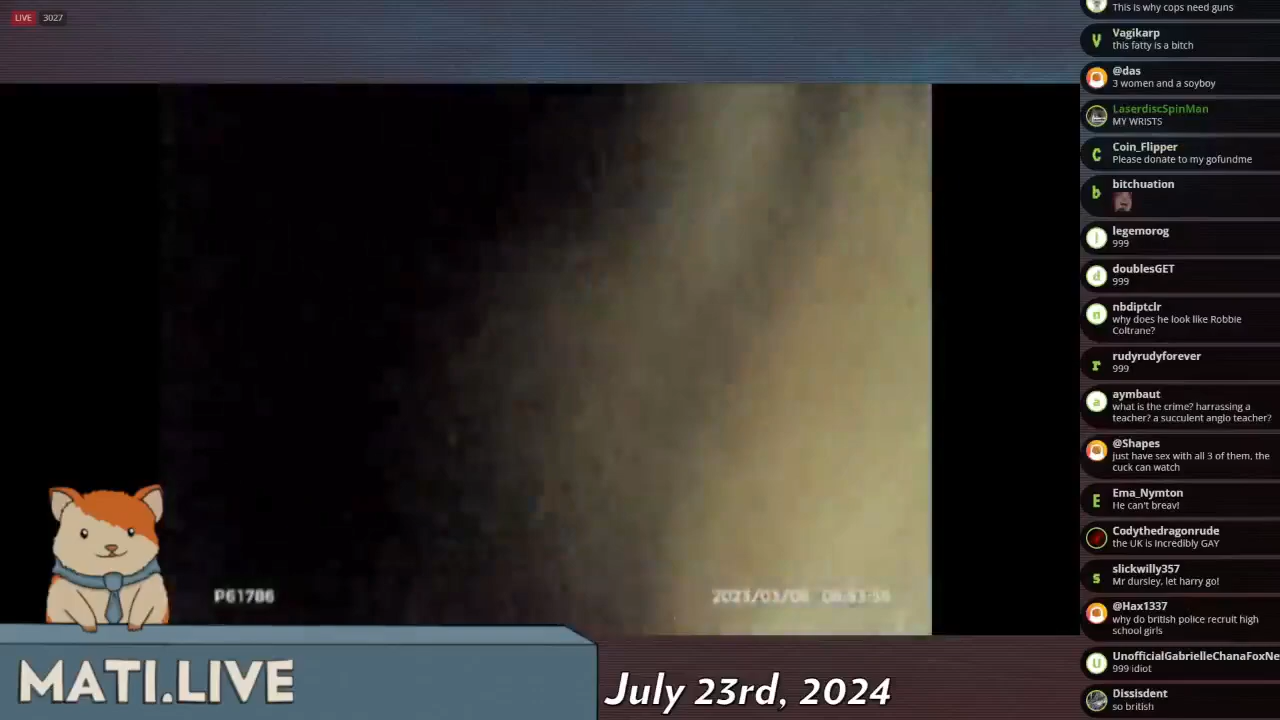 LIVE 3027
P61786
MATI.LIVE
July 23rd, 2024
This is why cops need guns
V
Vagikarp
this fatty is a bitch
@das
3 women and a soyboy
LaserdiscSpinMan
MY WRISTS
C
Coin_Flipper
Please donate to my gofundme
b
bitchuation
l
legemorog
999
d
doublesGET
999
n
nbdiptclr
why does he look like Robbie
Coltrane?
r
rudyrudyforever
999
a
aymbaut
what is the crime? harrassing a
teacher? a succulent anglo teacher?
@Shapes
just have sex with all 3 of them, the
cuck can watch
E
Ema_Nymton
He can't breav!
Codythedragonrude
the UK is Incredibly GAY
s
slickwilly357
Mr dursley, let harry go!
@Hax1337
why do british police recruit high
school girls
U
UnofficialGabrielleChanaFoxNe
999 idiot
Dissisdent
so british